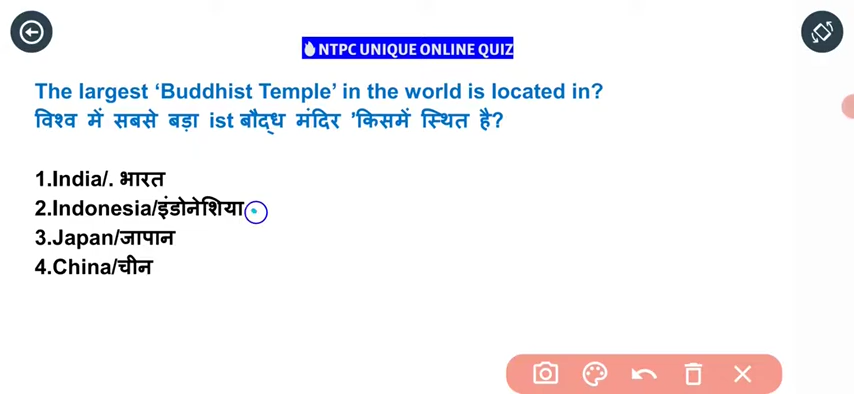 NTPC UNIQUE ONLINE QUIZ
The largest ‘Buddhist Temple’ in the world is located in?
विश्व में सबसे बड़ा ist बौद्ध मंदिर ’किसमें स्थित है?
1.India/. भारत
2.Indonesia/इंडोनेशिया
3.Japan/जापान
4.China/चीन